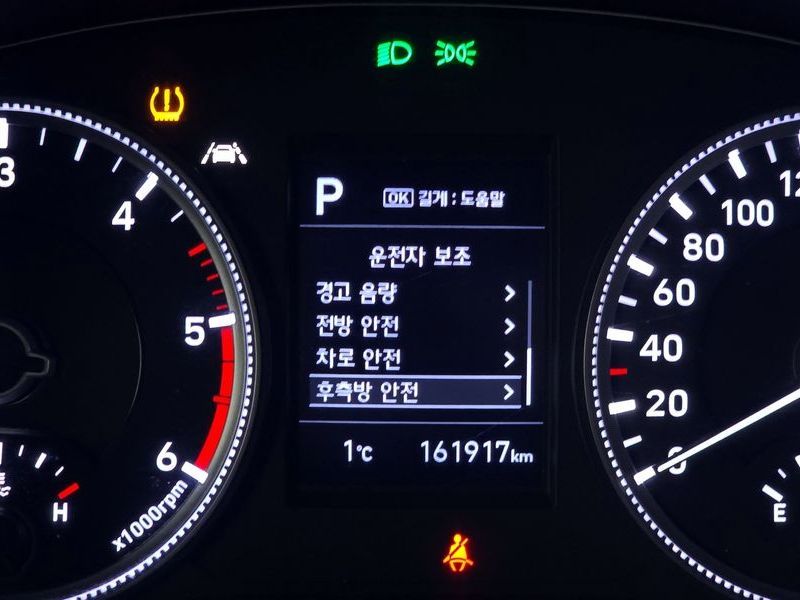 3
4
5
6
x1000rpm
H
P
OK 길게 : 도움말
운전자 보조
경고 음량
전방 안전
차로 안전
후측방 안전
1°C 161917km
0
20
40
60
80
100
E